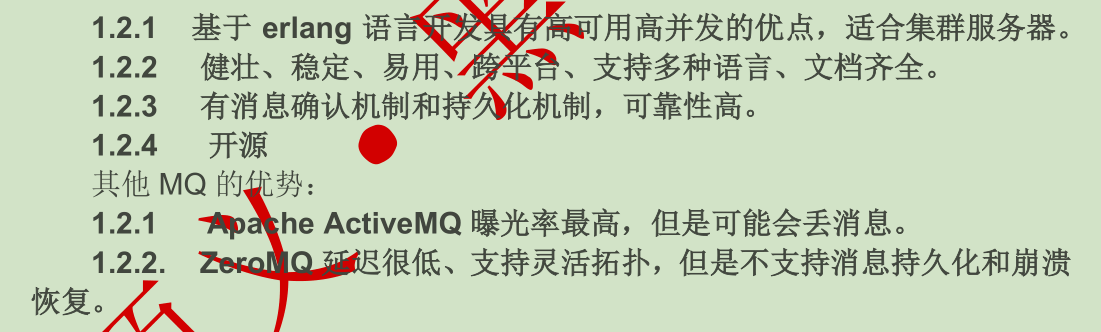 1.2.1 基于 erlang 语言开发具有高可用高并发的优点，适合集群服务器。
1.2.2 健壮、稳定、易用、跨平台、支持多种语言、文档齐全。
1.2.3 有消息确认机制和持久化机制，可靠性高。
1.2.4 开源
其他 MQ 的优势：
1.2.1 Apache ActiveMQ 曝光率最高，但是可能会丢消息。
1.2.2. ZeroMQ 延迟很低、支持灵活拓扑，但是不支持消息持久化和崩溃
恢复。